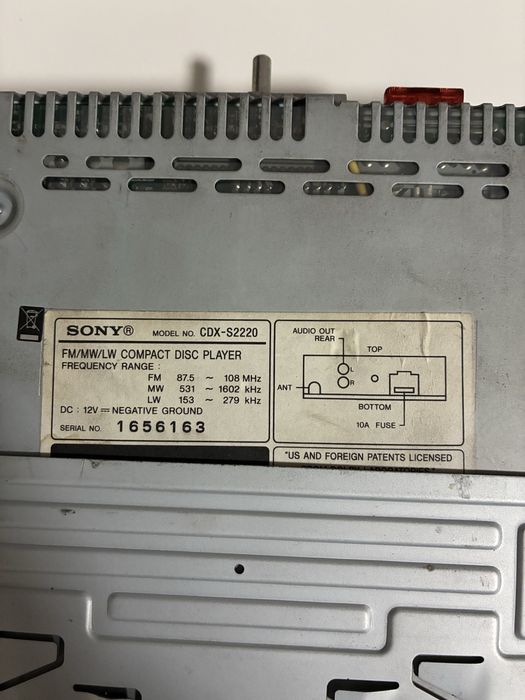 SONY®
MODEL NO. CDX-S2220
FM/MW/LW COMPACT DISC PLAYER
FREQUENCY RANGE :
FM 87.5 ~ 108 MHz
MW 531 ~ 1602 kHz
LW 153 ~ 279 kHz
DC : 12V ⎓ NEGATIVE GROUND
SERIAL NO. 1656163
AUDIO OUT
REAR
TOP
L
R
ANT
BOTTOM
10A FUSE
"US AND FOREIGN PATENTS LICENSED